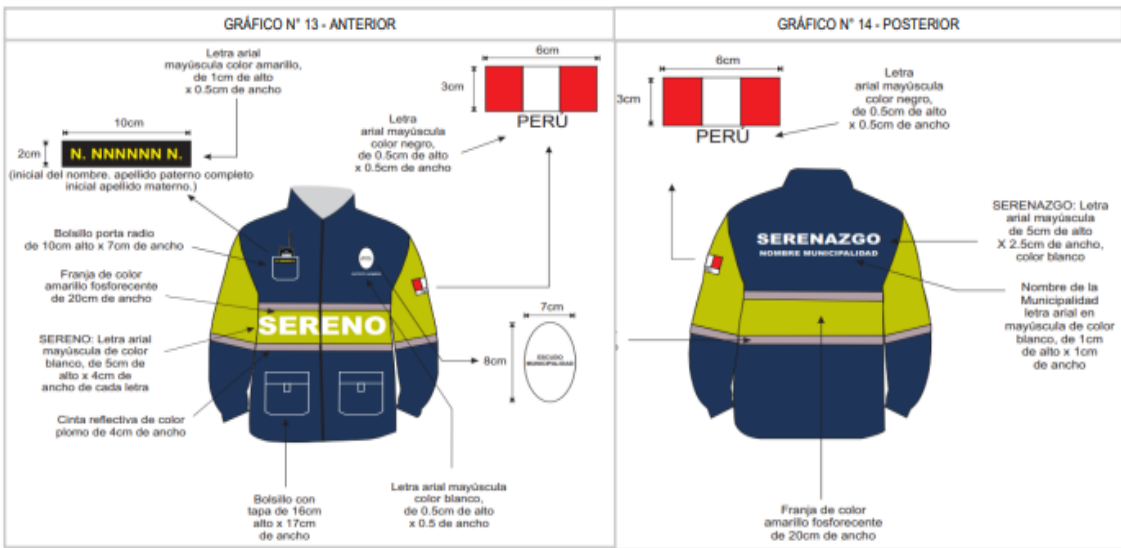 GRÁFICO N° 13 - ANTERIOR
Letra arial
mayúscula color amarillo,
de 1cm de alto
x 0.5cm de ancho
10cm
2cm
N. NNNNNN N.
(inicial del nombre. apellido paterno completo
inicial apellido materno.)
6cm
3cm
PERÚ
Letra
arial mayúscula
color negro,
de 0.5cm de alto
x 0.5cm de ancho
Bolsillo porta radio
de 10cm alto x 7cm de ancho
Franja de color
amarillo fosforecente
de 20cm de ancho
SERENO: Letra arial
mayúscula de color
blanco, de 5cm de
alto x 4cm de
ancho de cada letra
Cinta reflectiva de color
plomo de 4cm de ancho
SERENO
7cm
8cm
ESCUDO
MUNICIPALIDAD
Bolsillo con
tapa de 16cm
alto x 17cm
de ancho
Letra arial mayúscula
color blanco,
de 0.5cm de alto
x 0.5 de ancho
GRÁFICO N° 14 - POSTERIOR
6cm
3cm
PERÚ
Letra
arial mayúscula
color negro,
de 0.5cm de alto
x 0.5cm de ancho
SERENAZGO
NOMBRE MUNICIPALIDAD
SERENAZGO: Letra
arial mayúscula
de 5cm de alto
X 2.5cm de ancho,
color blanco
Nombre de la
Municipalidad
letra arial en
mayúscula de color
blanco, de 1cm
de alto x 1cm
de ancho
Franja de color
amarillo fosforecente
de 20cm de ancho